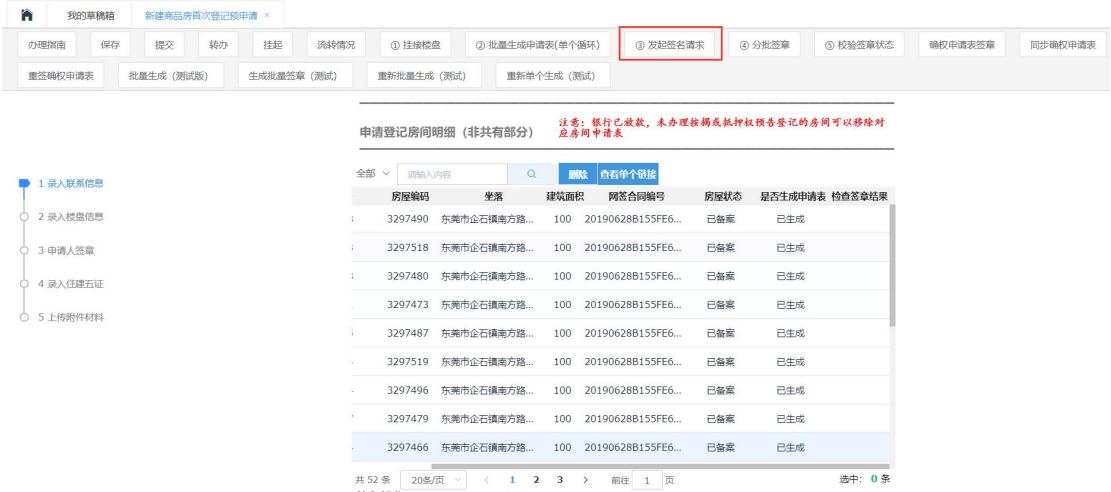 我的草稿箱 新建商品房首次登记预申请 ×
办理指南 保存 提交 转办 挂起 流转情况 ① 挂接楼盘 ② 批量生成申请表(单个循环) ③ 发起签名请求 ④ 分批签章 ⑤ 校验签章状态 确权申请表签章 同步确权申请表
重签确权申请表 批量生成（测试版） 生成批量签章（测试） 重新批量生成（测试） 重新单个生成（测试）
申请登记房间明细（非共有部分） 注意：银行已放款，未办理按揭或抵押权预告登记的房间可以移除对
应房间申请表
全部 请输入内容 删除 查看单个链接
1 录入联系信息
2 录入楼盘信息
3 申请人签章
4 录入住建五证
5 上传附件材料
房屋编码 坐落 建筑面积 网签合同编号 房屋状态 是否生成申请表 检查签章结果
3297490 东莞市企石镇南方路... 100 20190628B155FE6... 已备案 已生成
3297518 东莞市企石镇南方路... 100 20190628B155FE6... 已备案 已生成
3297480 东莞市企石镇南方路... 100 20190628B155FE6... 已备案 已生成
3297473 东莞市企石镇南方路... 100 20190628B155FE6... 已备案 已生成
3297487 东莞市企石镇南方路... 100 20190628B155FE6... 已备案 已生成
3297519 东莞市企石镇南方路... 100 20190628B155FE6... 已备案 已生成
3297496 东莞市企石镇南方路... 100 20190628B155FE6... 已备案 已生成
3297479 东莞市企石镇南方路... 100 20190628B155FE6... 已备案 已生成
3297466 东莞市企石镇南方路... 100 20190628B155FE6... 已备案 已生成
共 52 条 20条/页 < 1 2 3 > 前往 1 页 选中： 0 条